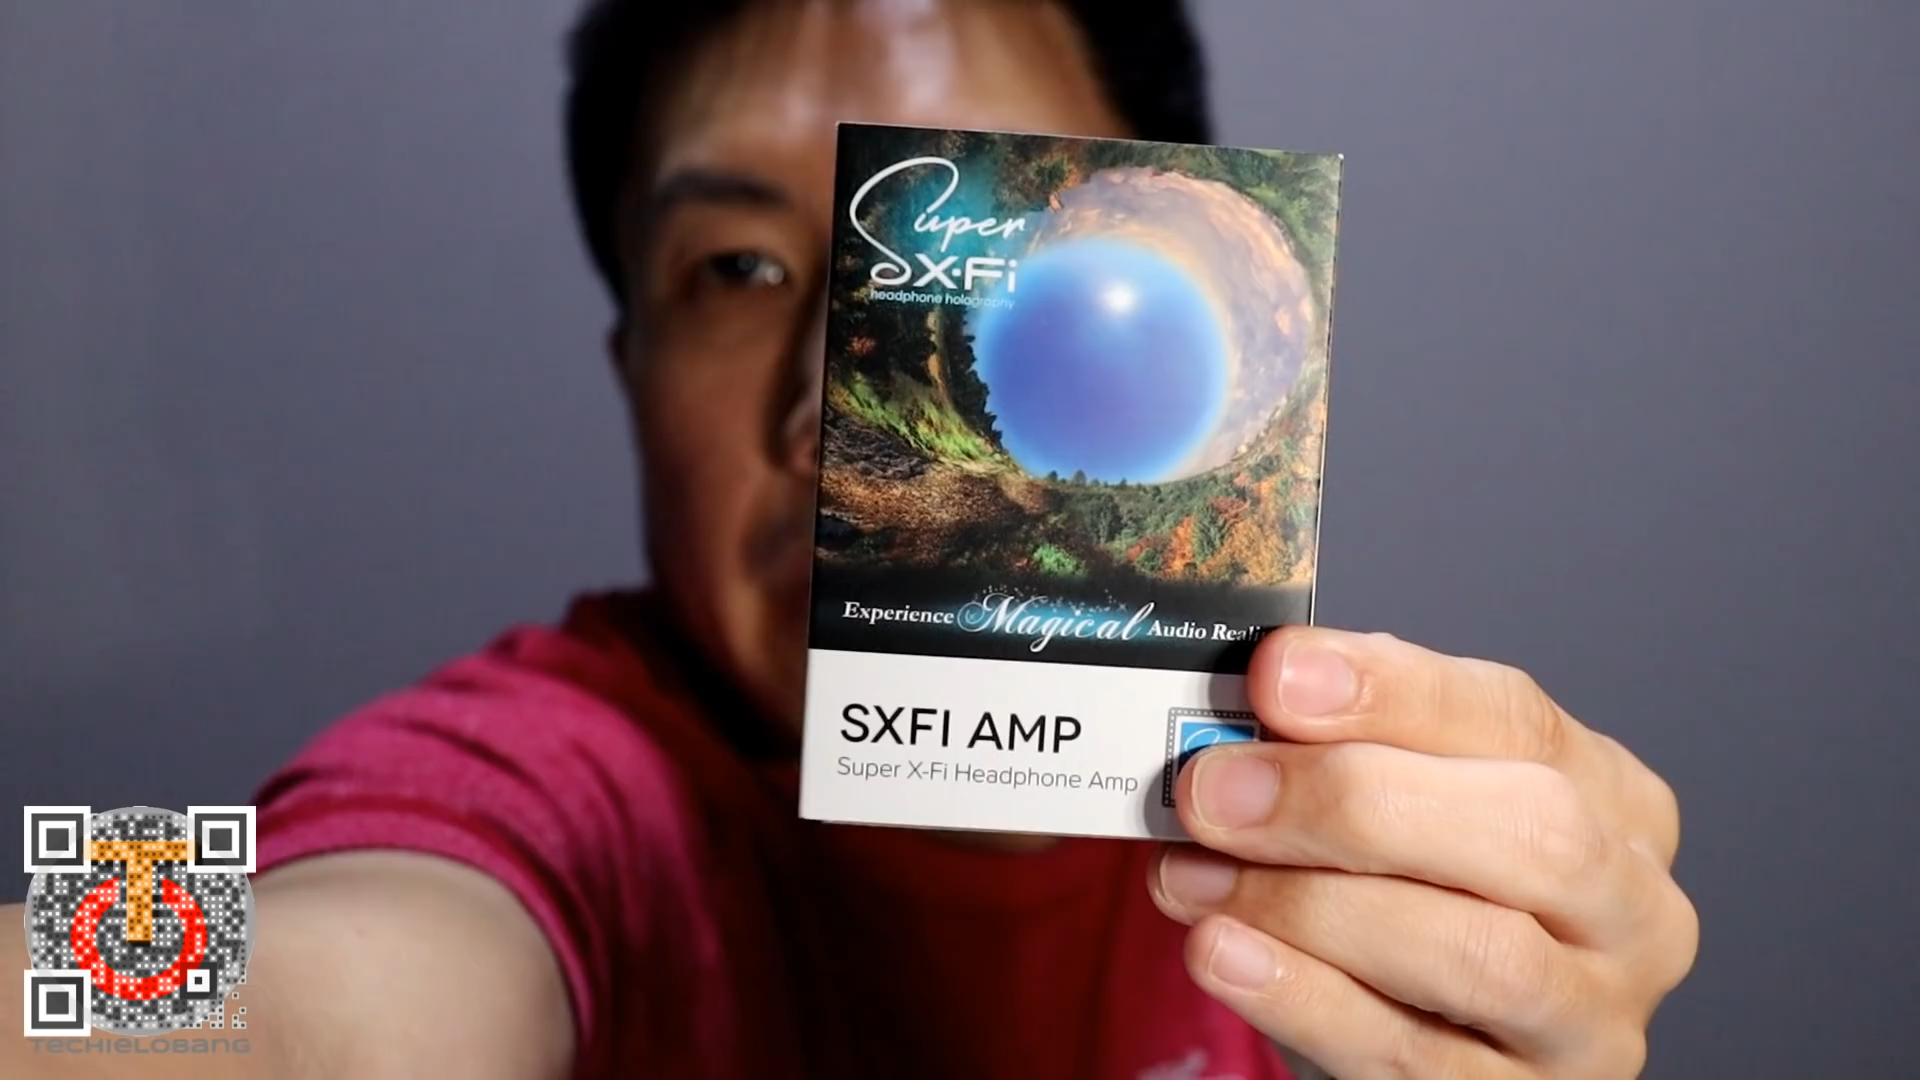 Super
X-Fi
headphone holography
Experience Magical Audio Reali
SXFI AMP
Super X-Fi Headphone Amp
TECHIELOBANG